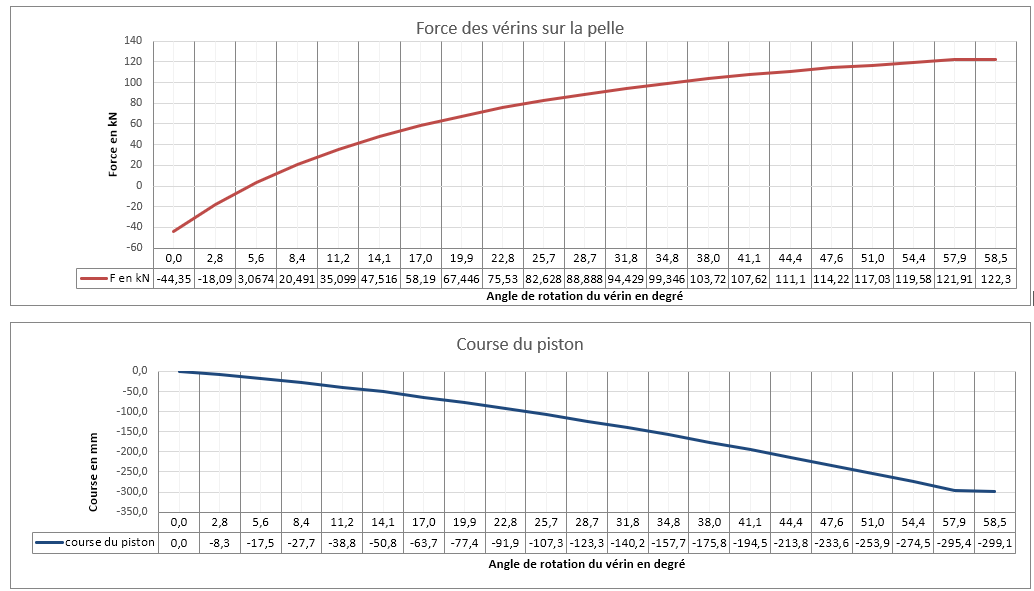 Force des vérins sur la pelle
140
120
100
80
60
40
20
0
-20
-40
-60
Force en kN
0,0 2,8 5,6 8,4 11,2 14,1 17,0 19,9 22,8 25,7 28,7 31,8 34,8 38,0 41,1 44,4 47,6 51,0 54,4 57,9 58,5
F en kN -44,35 -18,09 3,0674 20,491 35,099 47,516 58,19 67,446 75,53 82,628 88,888 94,429 99,346 103,72 107,62 111,1 114,22 117,03 119,58 121,91 122,3
Angle de rotation du vérin en degré
Course du piston
0,0
-50,0
-100,0
-150,0
-200,0
-250,0
-300,0
-350,0
Course en mm
0,0 2,8 5,6 8,4 11,2 14,1 17,0 19,9 22,8 25,7 28,7 31,8 34,8 38,0 41,1 44,4 47,6 51,0 54,4 57,9 58,5
course du piston 0,0 -8,3 -17,5 -27,7 -38,8 -50,8 -63,7 -77,4 -91,9 -107,3 -123,3 -140,2 -157,7 -175,8 -194,5 -213,8 -233,6 -253,9 -274,5 -295,4 -299,1
Angle de rotation du vérin en degré